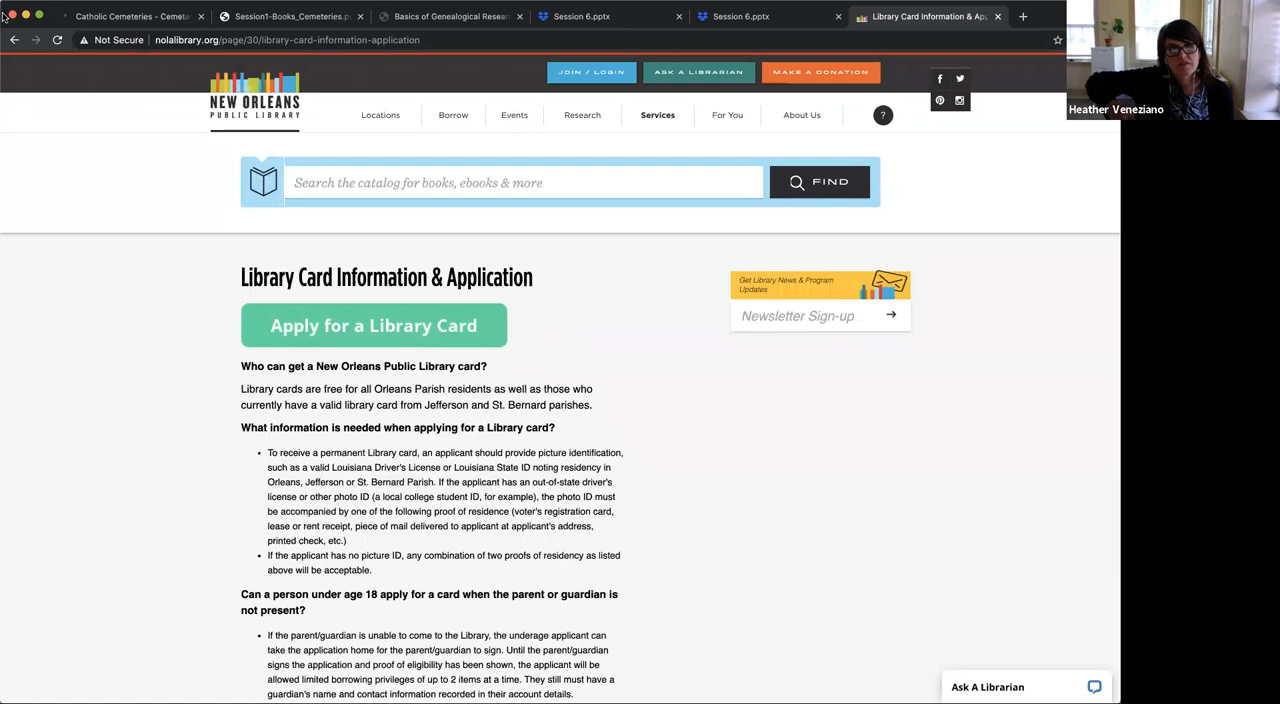 Catholic Cemeteries - Cemet
Session1-Books_Cemeteries.p
Basics of Genealogical Resear
Session 6.pptx
Session 6.pptx
Library Card Information & Ap
Not Secure | nolalibrary.org/page/30/library-card-information-application
JOIN / LOGIN
ASK A LIBRARIAN
MAKE A DONATION
NEW ORLEANS
PUBLIC LIBRARY
Locations
Borrow
Events
Research
Services
For You
About Us
?
Heather Veneziano
Search the catalog for books, ebooks & more
FIND
Library Card Information & Application
Apply for a Library Card
Get Library News & Program
Updates
Newsletter Sign-up
Who can get a New Orleans Public Library card?
Library cards are free for all Orleans Parish residents as well as those who
currently have a valid library card from Jefferson and St. Bernard parishes.
What information is needed when applying for a Library card?
• To receive a permanent Library card, an applicant should provide picture identification,
such as a valid Louisiana Driver's License or Louisiana State ID noting residency in
Orleans, Jefferson or St. Bernard Parish. If the applicant has an out-of-state driver's
license or other photo ID (a local college student ID, for example), the photo ID must
be accompanied by one of the following proof of residence (voter's registration card,
lease or rent receipt, piece of mail delivered to applicant at applicant's address,
printed check, etc.)
• If the applicant has no picture ID, any combination of two proofs of residency as listed
above will be acceptable.
Can a person under age 18 apply for a card when the parent or guardian is
not present?
• If the parent/guardian is unable to come to the Library, the underage applicant can
take the application home for the parent/guardian to sign. Until the parent/guardian
signs the application and proof of eligibility has been shown, the applicant will be
allowed limited borrowing privileges of up to 2 items at a time. They still must have a
guardian's name and contact information recorded in their account details.
Ask A Librarian